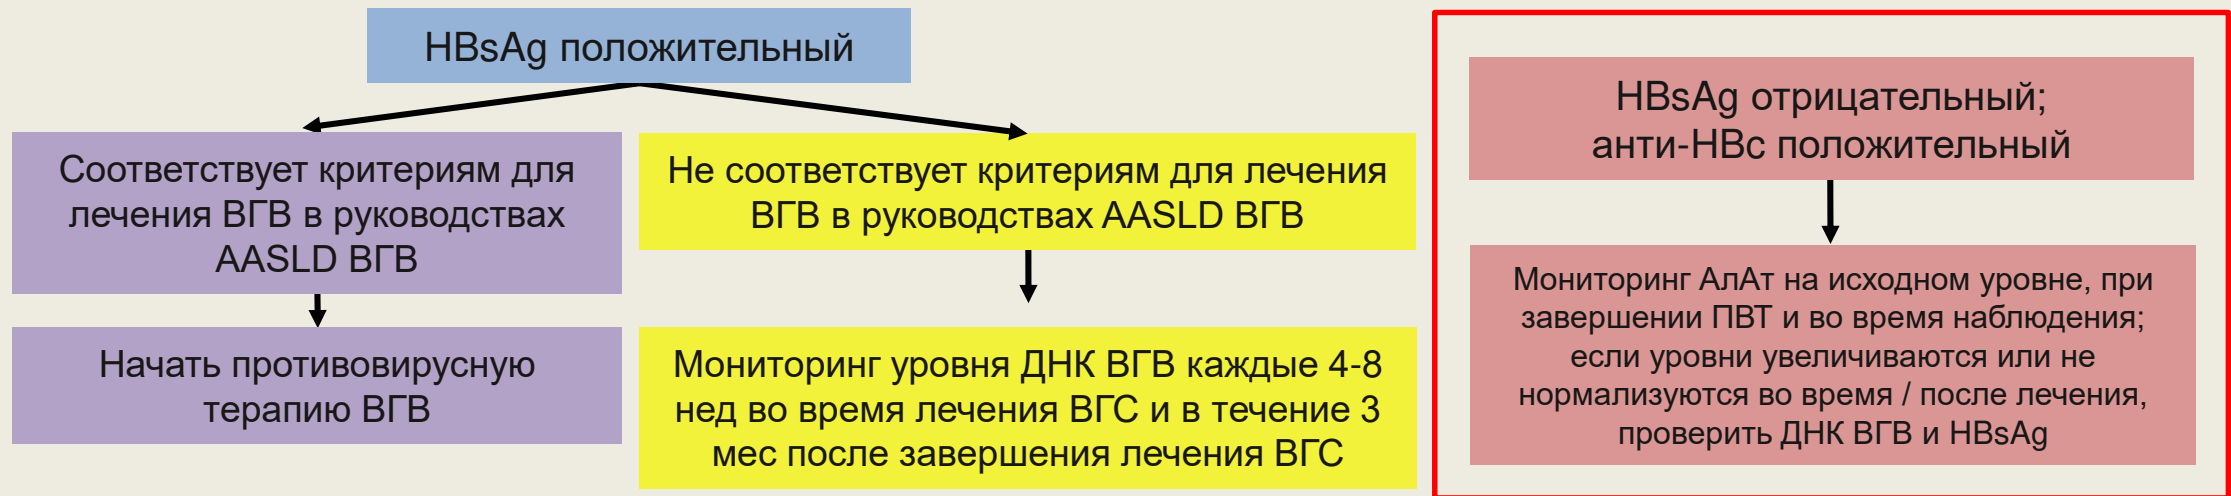 HBsAg положительный
Соответствует критериям для
лечения ВГВ в руководствах
AASLD ВГВ
Начать противовирусную
терапию ВГВ
Не соответствует критериям для лечения
ВГВ в руководствах AASLD ВГВ
Мониторинг уровня ДНК ВГВ каждые 4-8
нед во время лечения ВГС и в течение 3
мес после завершения лечения ВГС
HBsAg отрицательный;
анти-HBc положительный
Мониторинг АлАт на исходном уровне, при
завершении ПВТ и во время наблюдения;
если уровни увеличиваются или не
нормализуются во время / после лечения,
проверить ДНК ВГВ и HBsAg